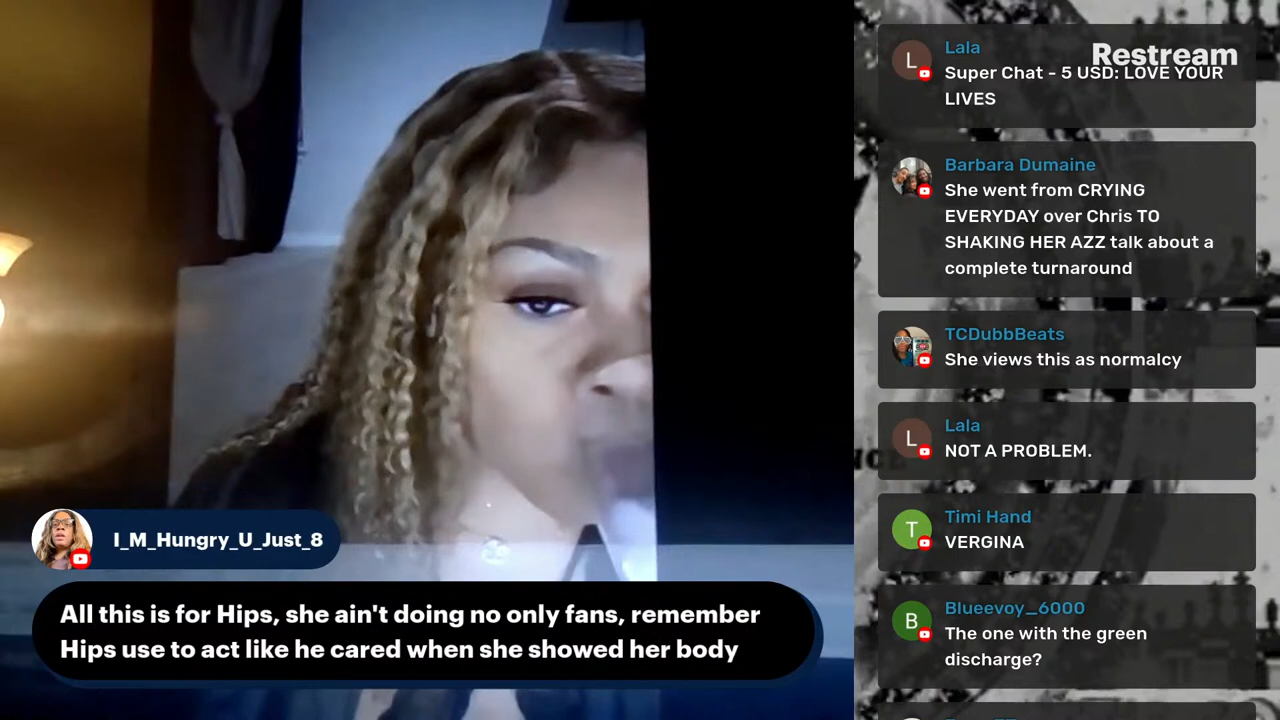 I_M_Hungry_U_Just_8
All this is for Hips, she ain't doing no only fans, remember
Hips use to act like he cared when she showed her body
Restream
L
Lala
Super Chat - 5 USD: LOVE YOUR
LIVES
Barbara Dumaine
She went from CRYING
EVERYDAY over Chris TO
SHAKING HER AZZ talk about a
complete turnaround
TCDubbBeats
She views this as normalcy
L
Lala
NOT A PROBLEM.
T
Timi Hand
VERGINA
B
Blueevoy_6000
The one with the green
discharge?